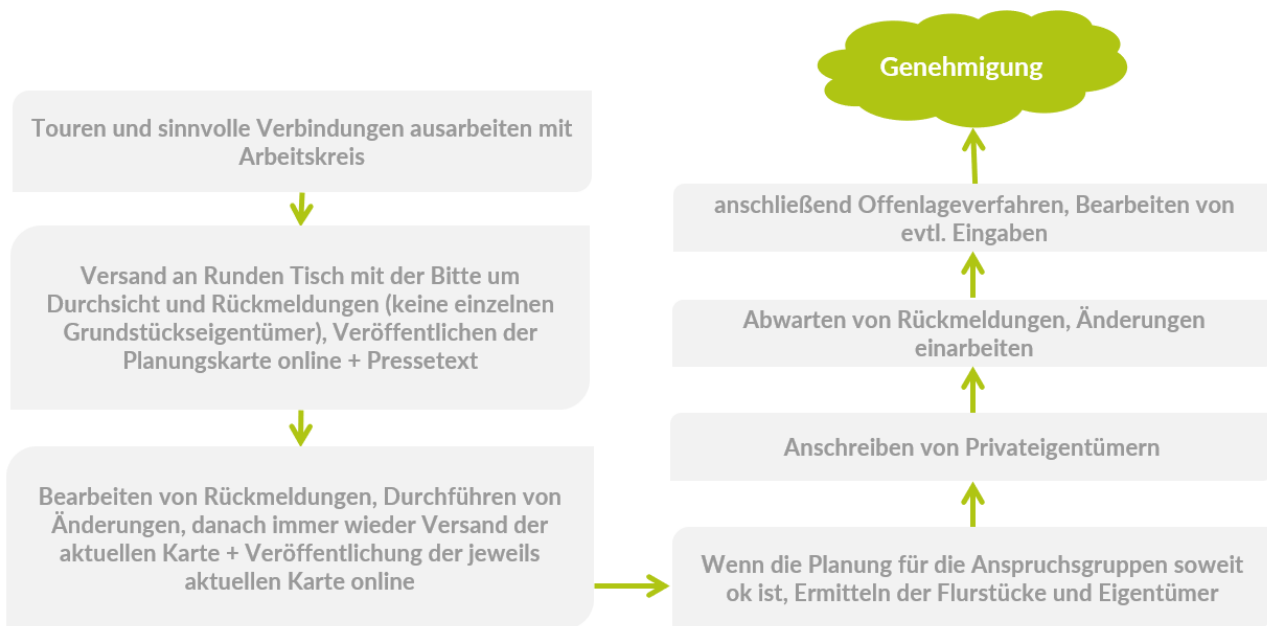 Touren und sinnvolle Verbindungen ausarbeiten mit
Arbeitskreis
Versand an Runden Tisch mit der Bitte um
Durchsicht und Rückmeldungen (keine einzelnen
Grundstückseigentümer), Veröffentlichen der
Planungskarte online + Pressetext
Bearbeiten von Rückmeldungen, Durchführen von
Änderungen, danach immer wieder Versand der
aktuellen Karte + Veröffentlichung der jeweils
aktuellen Karte online
Wenn die Planung für die Anspruchsgruppen soweit
ok ist, Ermitteln der Flurstücke und Eigentümer
Anschreiben von Privateigentümern
Abwarten von Rückmeldungen, Änderungen
einarbeiten
anschließend Offenlageverfahren, Bearbeiten von
evtl. Eingaben
Genehmigung